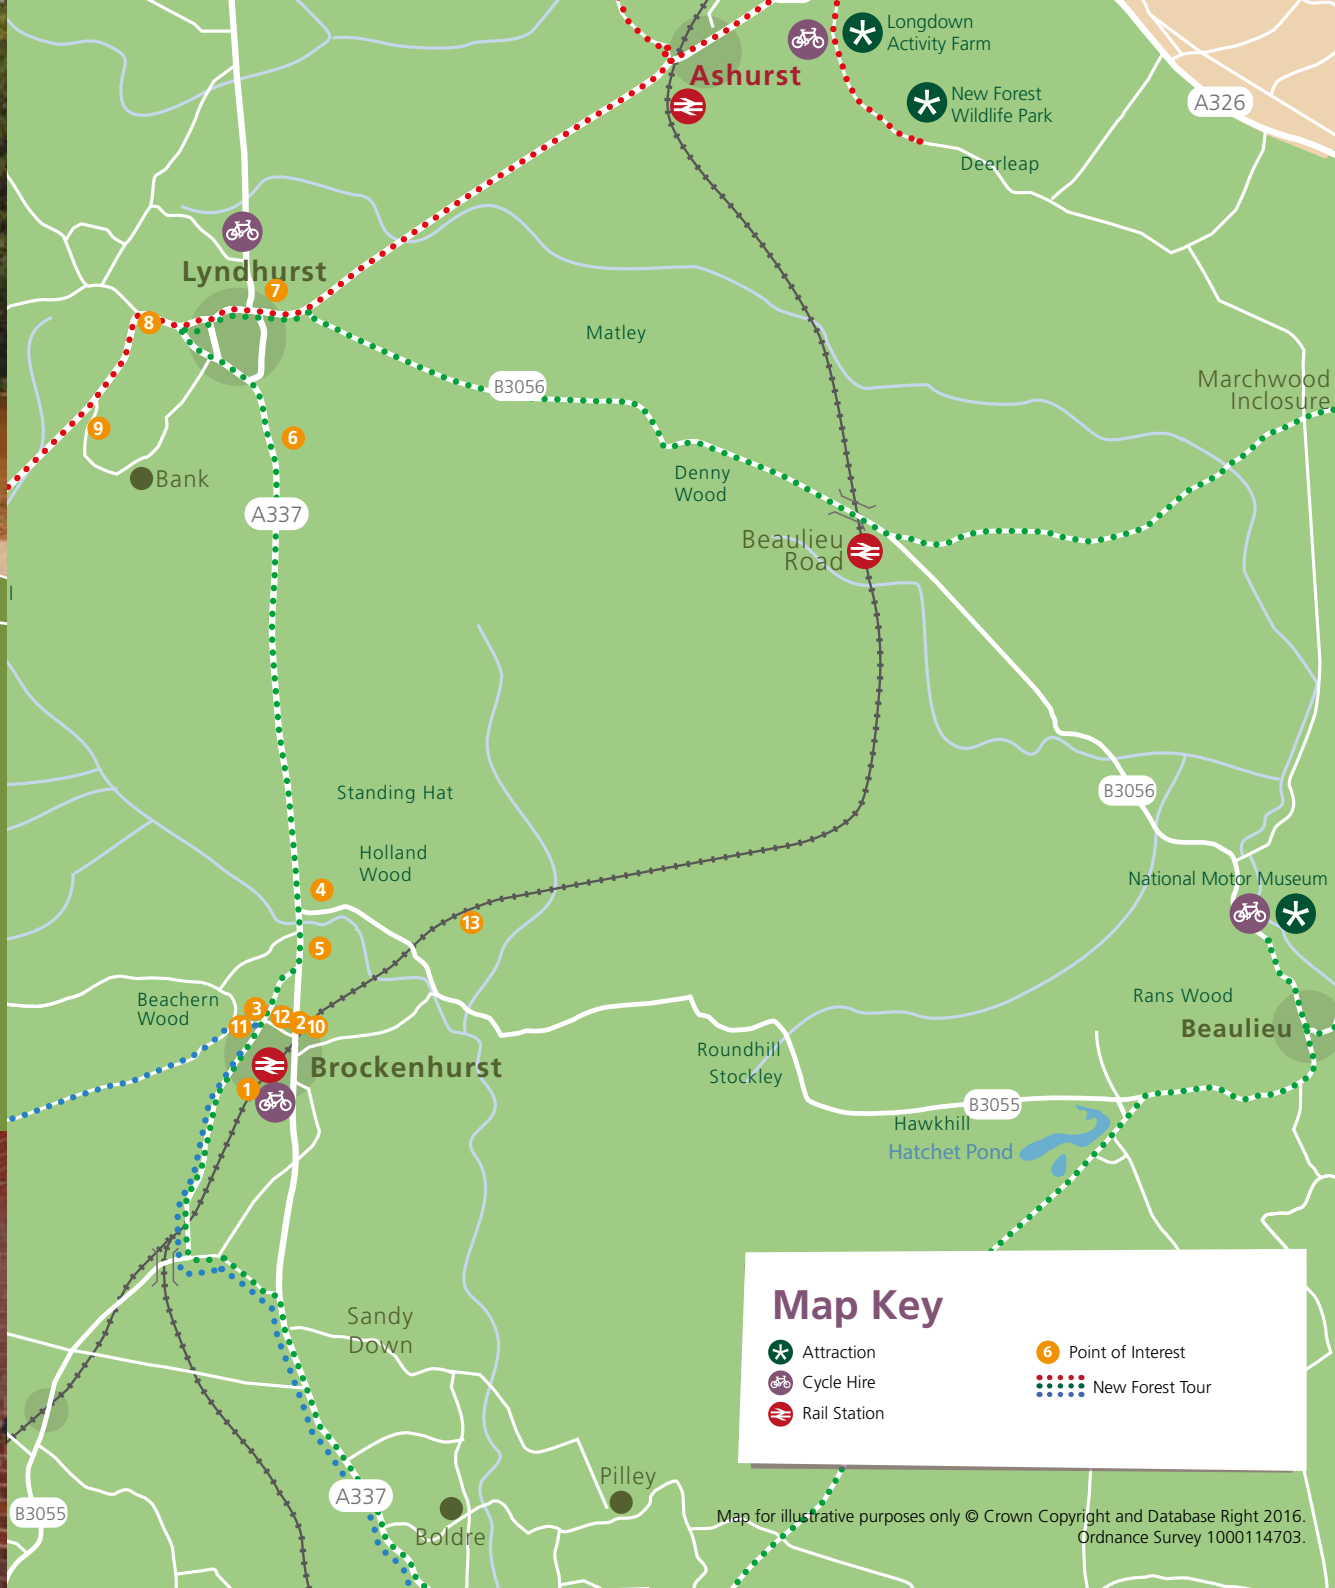 Longdown
Activity Farm
Ashurst
New Forest
Wildlife Park
A326
Deerleap
Lyndhurst
7
8
Matley
B3056
Marchwood
Inclosure
9
6
Bank
Denny
Wood
A337
Beaulieu
Road
l
B3056
Standing Hat
Holland
Wood
4
National Motor Museum
13
5
Beachern
Wood
3
12
2
10
11
Rans Wood
Beaulieu
Roundhill
Stockley
Brockenhurst
1
B3055
Hawkhill
Hatchet Pond
Sandy
Down
Map Key
Attraction
Cycle Hire
Rail Station
6 Point of Interest
New Forest Tour
Pilley
A337
B3055
Boldre
Map for illustrative purposes only © Crown Copyright and Database Right 2016.
Ordnance Survey 1000114703.